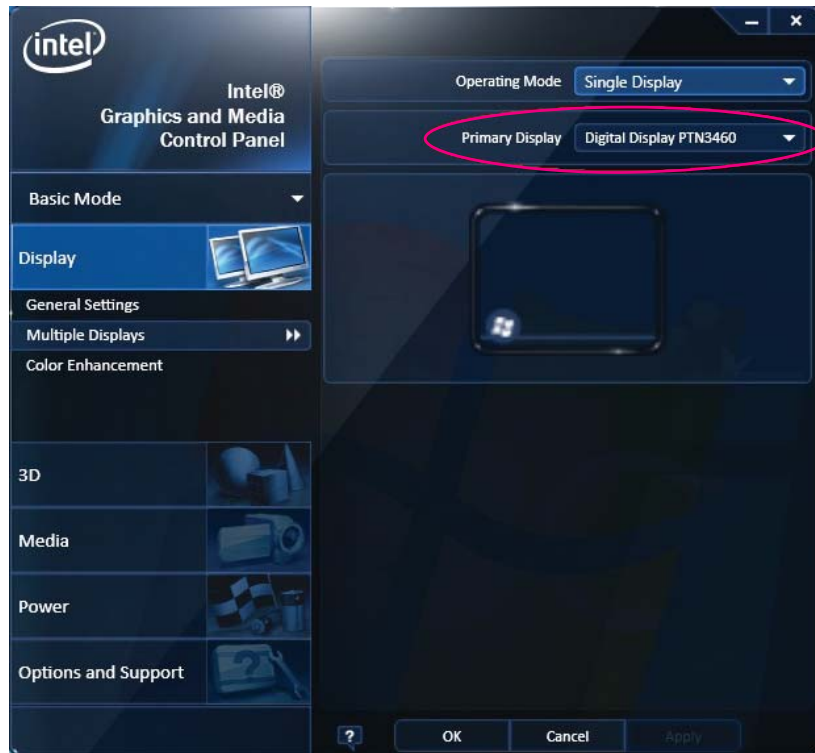 intel
Intel®
Graphics and Media
Control Panel
Basic Mode
Display
General Settings
Multiple Displays
Color Enhancement
3D
Media
Power
Options and Support
Operating Mode Single Display
Primary Display Digital Display PTN3460
? OK Cancel Apply